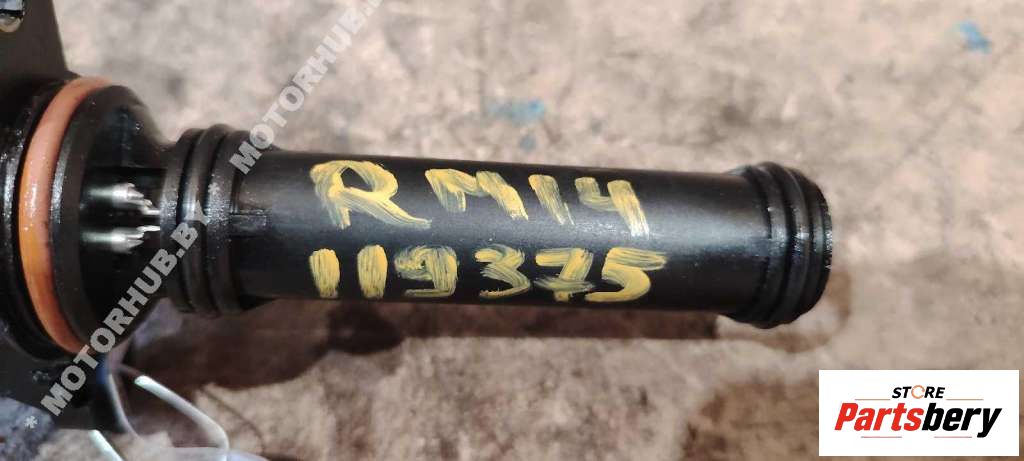 MOTORHUB.BY
* MOTORHUB.BY
RM14
119375
STORE
Partsbery